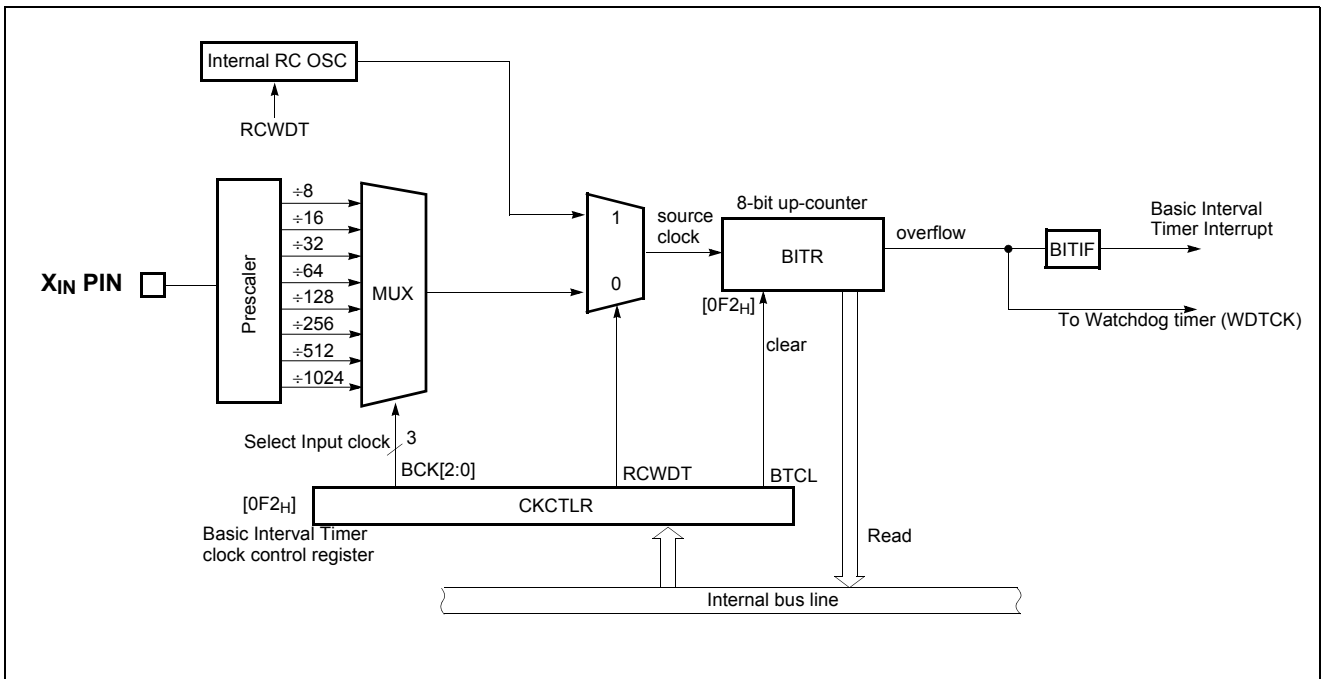 Internal RC OSC
RCWDT
XIN PIN
Prescaler
÷8
÷16
÷32
÷64
÷128
÷256
÷512
÷1024
MUX
Select Input clock
3
BCK[2:0]
1
0
source
clock
8-bit up-counter
BITR
[0F2H]
overflow
BITIF
Basic Interval
Timer Interrupt
To Watchdog timer (WDTCK)
clear
RCWDT
BTCL
[0F2H]
CKCTLR
Basic Interval Timer
clock control register
Read
Internal bus line